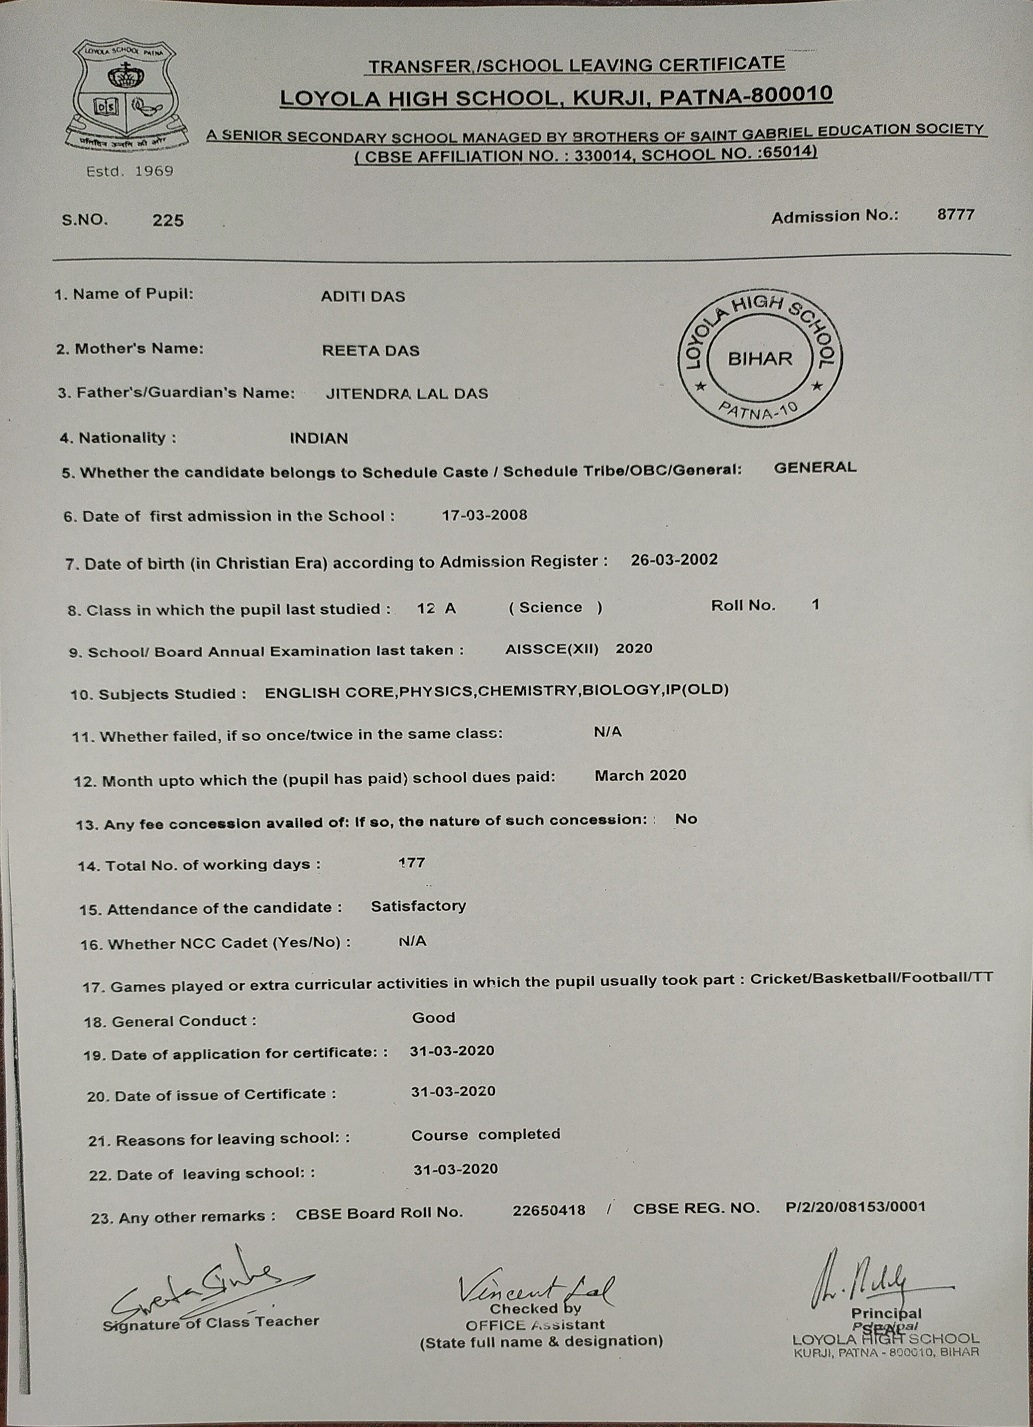 LOYOLA SCHOOL PATNA
प्रतिदिन उन्नति की ओर
Estd. 1969
TRANSFER,/SCHOOL LEAVING CERTIFICATE
LOYOLA HIGH SCHOOL, KURJI, PATNA-800010
A SENIOR SECONDARY SCHOOL MANAGED BY BROTHERS OF SAINT GABRIEL EDUCATION SOCIETY
( CBSE AFFILIATION NO. : 330014, SCHOOL NO. :65014)
S.NO. 225 Admission No.: 8777
1. Name of Pupil: ADITI DAS
LOYOLA HIGH SCHOOL
BIHAR
★ PATNA-10 ★
2. Mother's Name: REETA DAS
3. Father's/Guardian's Name: JITENDRA LAL DAS
4. Nationality : INDIAN
5. Whether the candidate belongs to Schedule Caste / Schedule Tribe/OBC/General: GENERAL
6. Date of first admission in the School : 17-03-2008
7. Date of birth (in Christian Era) according to Admission Register : 26-03-2002
8. Class in which the pupil last studied : 12 A ( Science ) Roll No. 1
9. School/ Board Annual Examination last taken : AISSCE(XII) 2020
10. Subjects Studied : ENGLISH CORE,PHYSICS,CHEMISTRY,BIOLOGY,IP(OLD)
11. Whether failed, if so once/twice in the same class: N/A
12. Month upto which the (pupil has paid) school dues paid: March 2020
13. Any fee concession availed of: If so, the nature of such concession: : No
14. Total No. of working days : 177
15. Attendance of the candidate : Satisfactory
16. Whether NCC Cadet (Yes/No) : N/A
17. Games played or extra curricular activities in which the pupil usually took part : Cricket/Basketball/Football/TT
18. General Conduct : Good
19. Date of application for certificate: : 31-03-2020
20. Date of issue of Certificate : 31-03-2020
21. Reasons for leaving school: : Course completed
22. Date of leaving school: : 31-03-2020
23. Any other remarks : CBSE Board Roll No. 22650418 / CBSE REG. NO. P/2/20/08153/0001
Sweta Sinha
Signature of Class Teacher
Vincent Lal
Checked by
OFFICE Assistant
(State full name & designation)
Principal
Principal
SEAL
LOYOLA HIGH SCHOOL
KURJI, PATNA - 800010, BIHAR